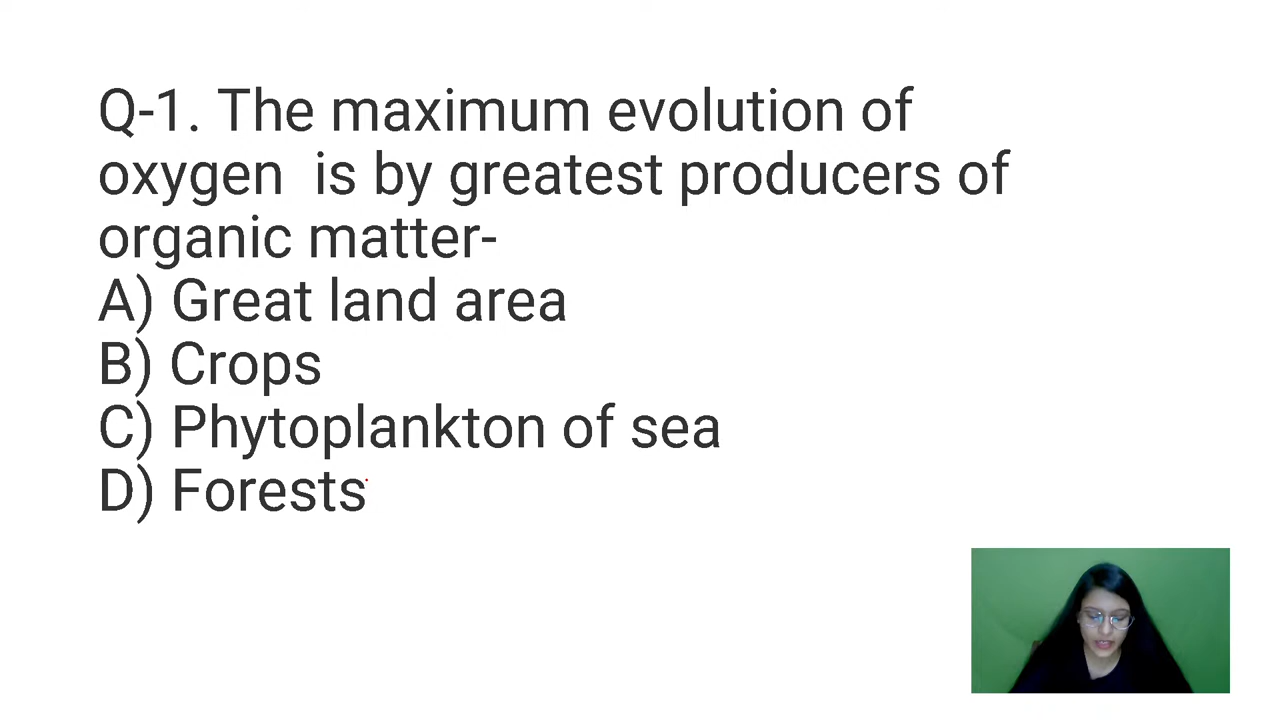 Q-1. The maximum evolution of
oxygen  is by greatest producers of
organic matter-
A) Great land area
B) Crops
C) Phytoplankton of sea
D) Forests